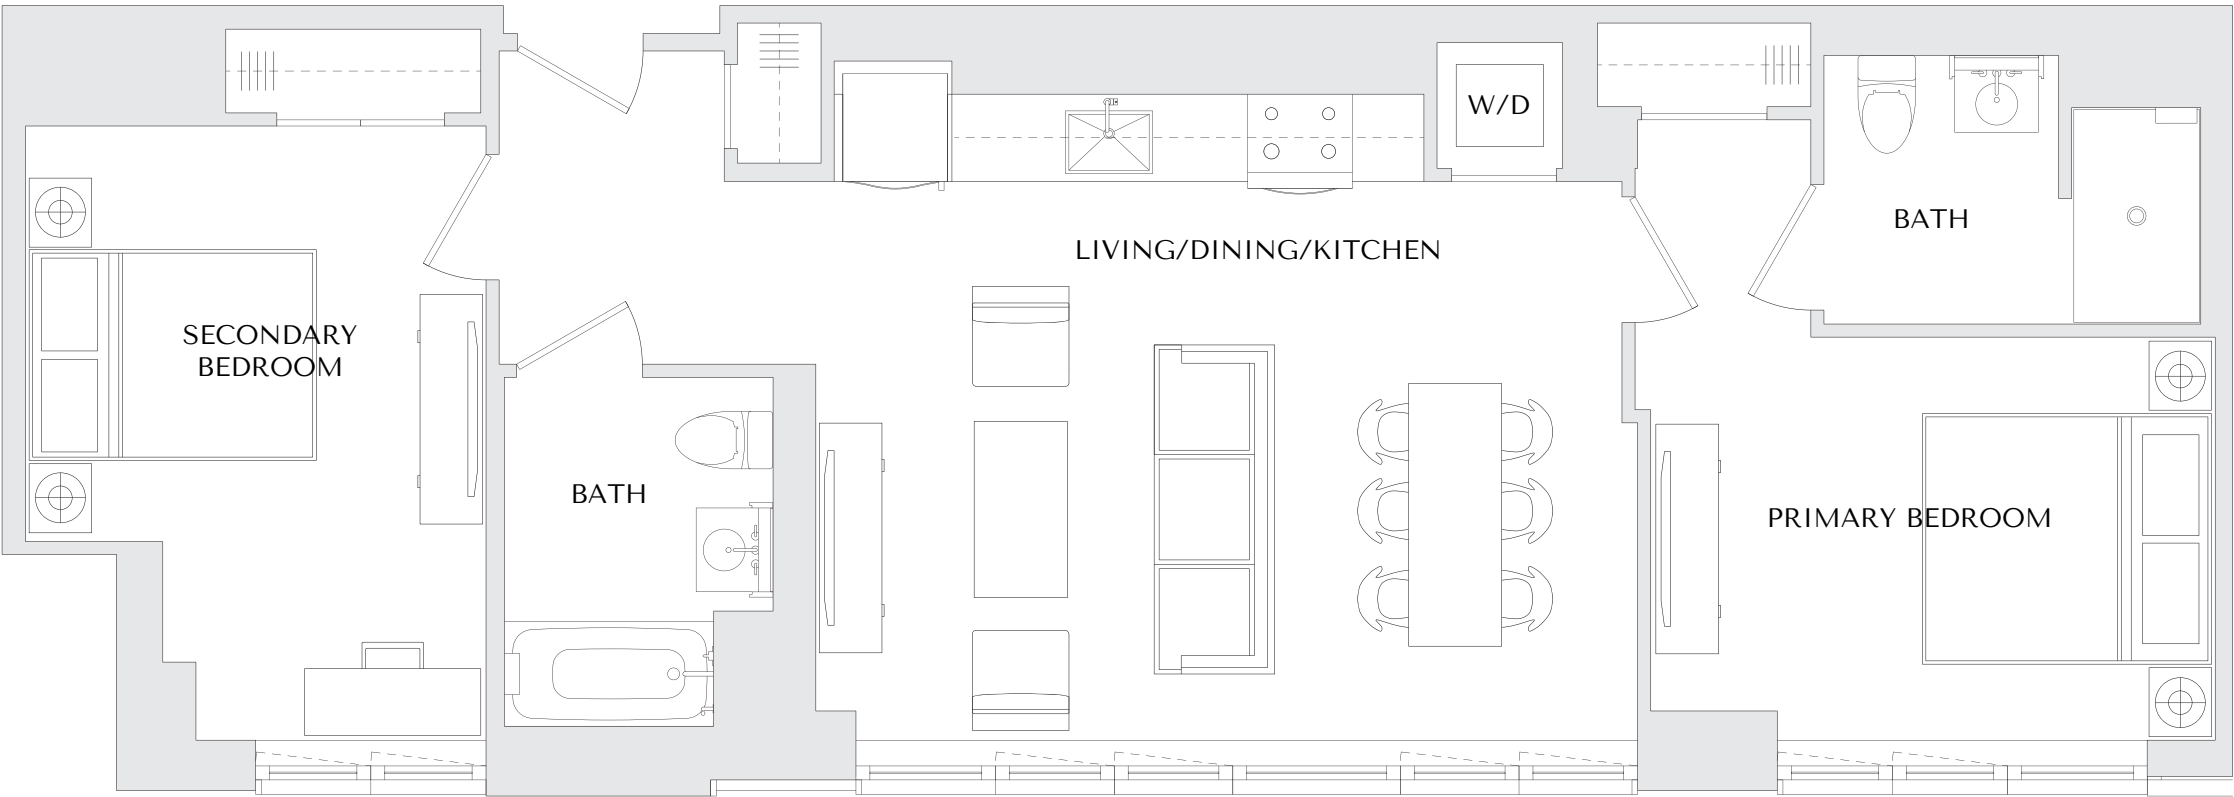 W/D
BATH
LIVING/DINING/KITCHEN
SECONDARY
BEDROOM
BATH
PRIMARY BEDROOM